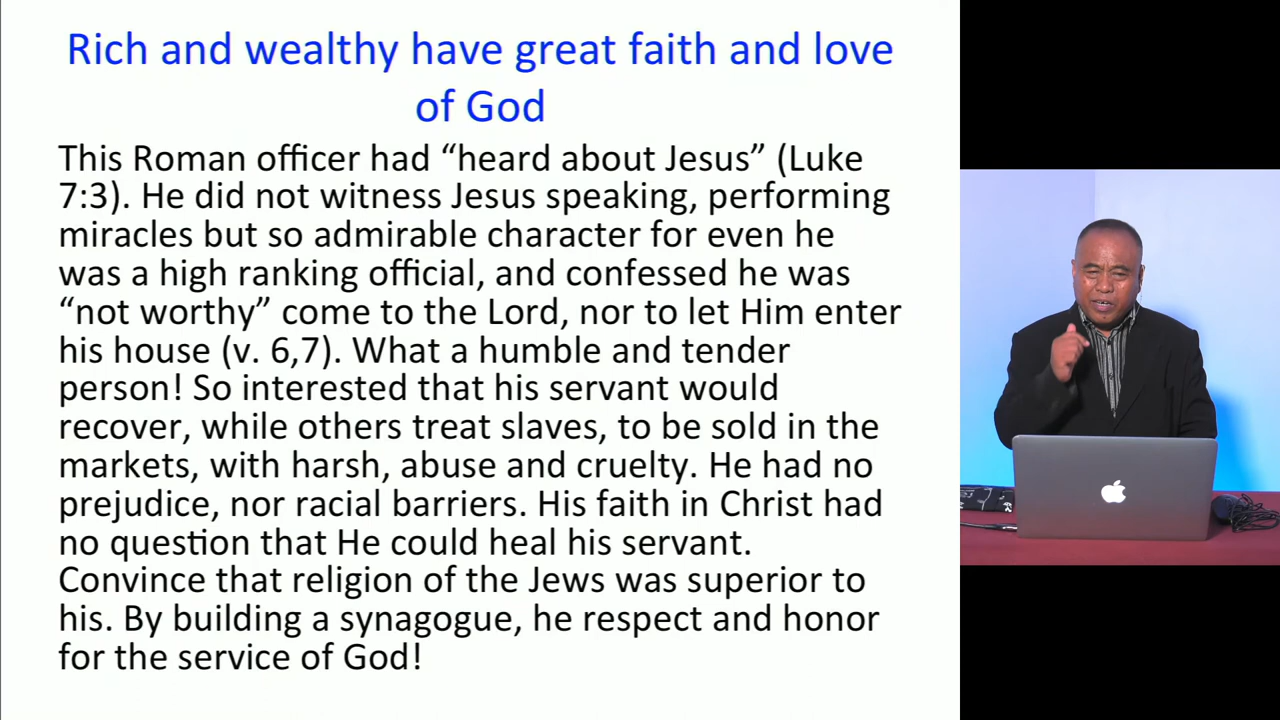 Rich and wealthy have great faith and love
of God
This Roman officer had “heard about Jesus” (Luke
7:3). He did not witness Jesus speaking, performing
miracles but so admirable character for even he
was a high ranking official, and confessed he was
“not worthy” come to the Lord, nor to let Him enter
his house (v. 6,7). What a humble and tender
person! So interested that his servant would
recover, while others treat slaves, to be sold in the
markets, with harsh, abuse and cruelty. He had no
prejudice, nor racial barriers. His faith in Christ had
no question that He could heal his servant.
Convince that religion of the Jews was superior to
his. By building a synagogue, he respect and honor
for the service of God!